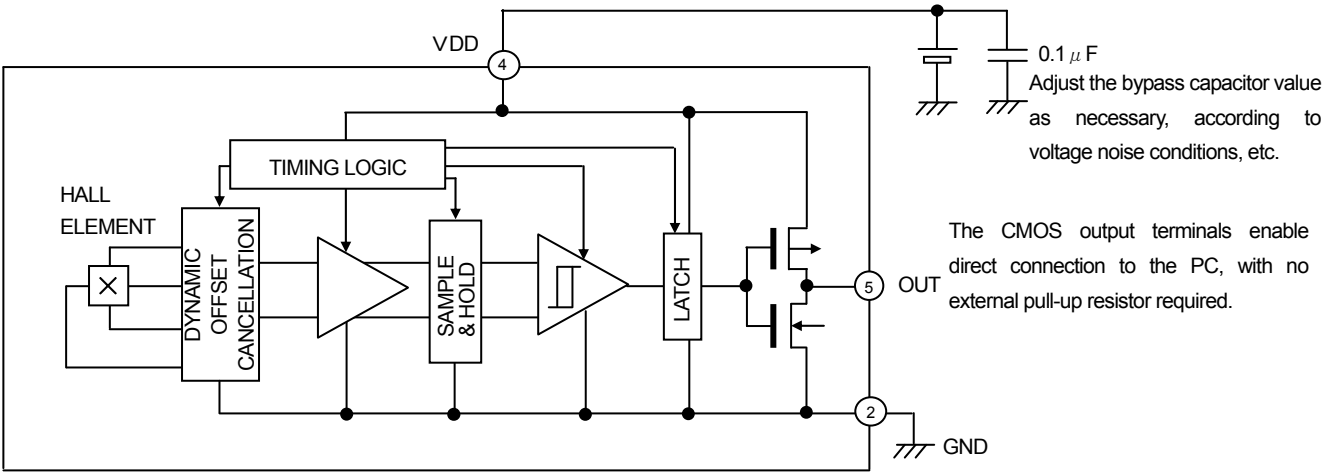 VDD
4
0.1 μ F
Adjust the bypass capacitor value
as necessary, according to
voltage noise conditions, etc.
TIMING LOGIC
HALL
ELEMENT
DYNAMIC
OFFSET
CANCELLATION
SAMPLE
& HOLD
LATCH
The CMOS output terminals enable
direct connection to the PC, with no
external pull-up resistor required.
5
OUT
2
GND